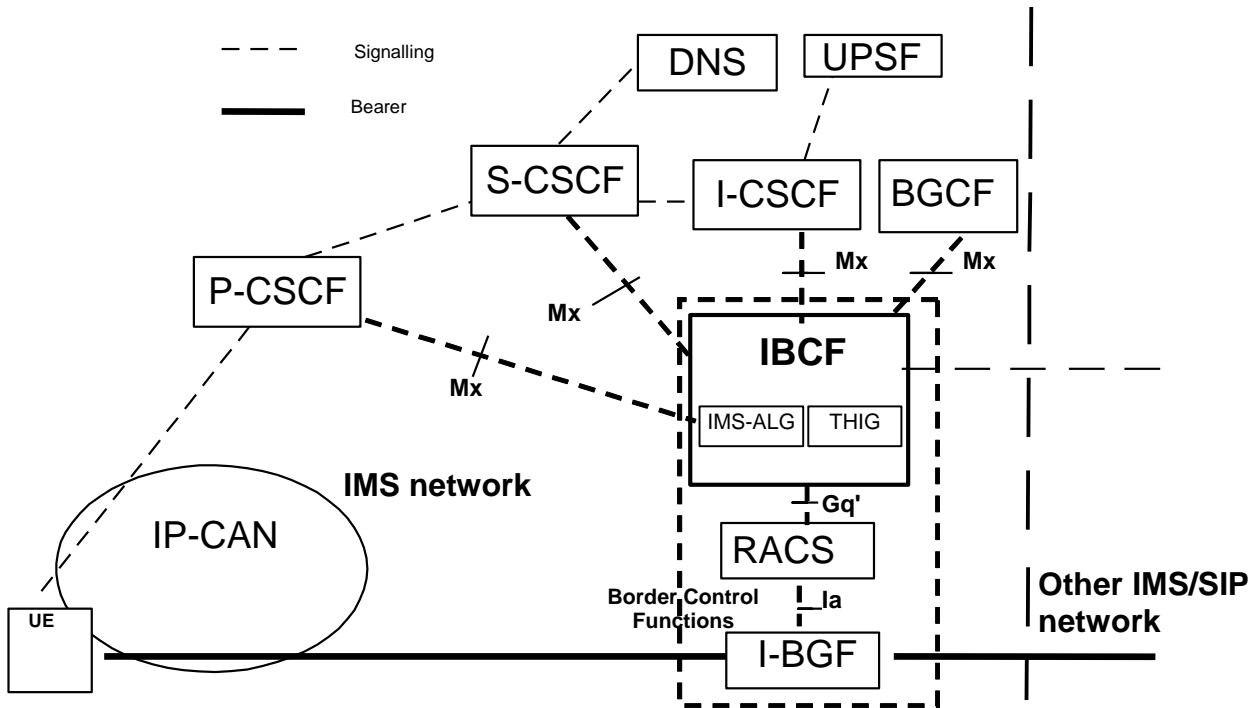 Signalling
Bearer
DNS
UPSF
S-CSCF
I-CSCF
BGCF
P-CSCF
Mx
Mx
Mx
Mx
IBCF
IMS-ALG
THIG
IMS network
Gq'
IP-CAN
RACS
Border Control
Functions
Ia
Other IMS/SIP
network
UE
I-BGF